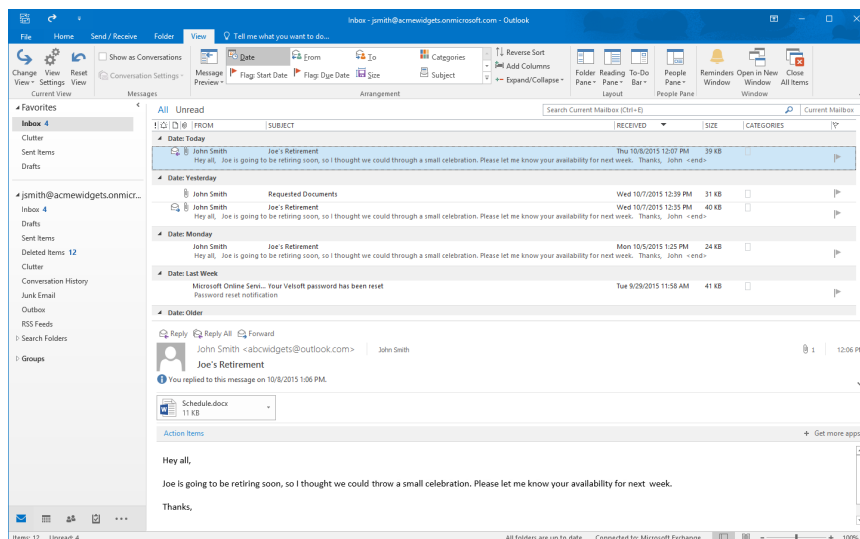 Inbox - jsmith@acmewidgets.onmicrosoft.com - Outlook
File Home Send / Receive Folder View Tell me what you want to do...
Change View View Settings Reset View
Current View
Show as Conversations
Conversation Settings
Messages
Message Preview
Date From To Categories
Flag: Start Date Flag: Due Date Size Subject
Reverse Sort
Add Columns
Expand/Collapse
Arrangement
Folder Pane Reading Pane To-Do Bar
Layout
People Pane
People Pane
Reminders Window Open in New Window Close All Items
Window
Favorites
Inbox 4
Clutter
Sent Items
Drafts
jsmith@acmewidgets.onmicr...
Inbox 4
Drafts
Sent Items
Deleted Items 12
Clutter
Conversation History
Junk Email
Outbox
RSS Feeds
Search Folders
Groups
All Unread
Search Current Mailbox (Ctrl+E) Current Mailbox
FROM SUBJECT RECEIVED SIZE CATEGORIES
Date: Today
John Smith Joe's Retirement Thu 10/8/2015 12:07 PM 39 KB
Hey all, Joe is going to be retiring soon, so I thought we could through a small celebration. Please let me know your availability for next week. Thanks, John <end>
Date: Yesterday
John Smith Requested Documents Wed 10/7/2015 12:39 PM 31 KB
John Smith Joe's Retirement Wed 10/7/2015 12:35 PM 40 KB
Hey all, Joe is going to be retiring soon, so I thought we could through a small celebration. Please let me know your availability for next week. Thanks, John <end>
Date: Monday
John Smith Joe's Retirement Mon 10/5/2015 1:25 PM 24 KB
Hey all, Joe is going to be retiring soon, so I thought we could through a small celebration. Please let me know your availability for next week. Thanks, John <end>
Date: Last Week
Microsoft Online Servi... Your Velsoft password has been reset Tue 9/29/2015 11:58 AM 41 KB
Password reset notification
Date: Older
Reply Reply All Forward
John Smith <abcwidgets@outlook.com> John Smith 1 12:06 P
Joe's Retirement
You replied to this message on 10/8/2015 1:06 PM.
Schedule.docx
11 KB
Action Items + Get more apps
Hey all,
Joe is going to be retiring soon, so I thought we could throw a small celebration. Please let me know your availability for next week.
Thanks,
Items: 12 Unread: 4 All folders are up to date. Connected to: Microsoft Exchange 100%